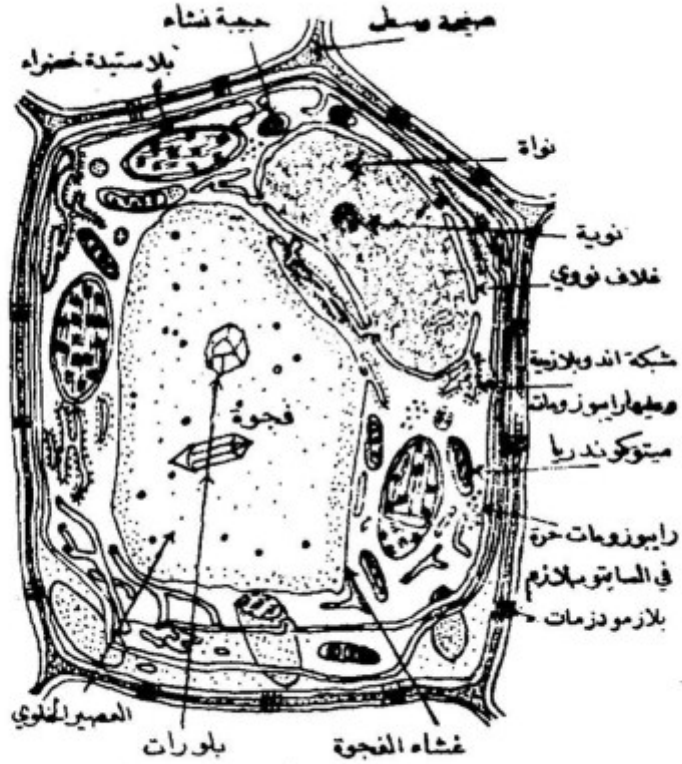 صفيحة وسطى
حبيبة نشاء
بلاستيدة خضراء
نواة
نوية
غلاف نووي
شبكة اندوبلازمية
وعليها رايبوزومات
فجوة
ميتوكوندريا
رايبوزومات حرة
في السايتوبلازم
بلازمودزمات
العصير الخلوي
بلورات
غشاء الفجوة